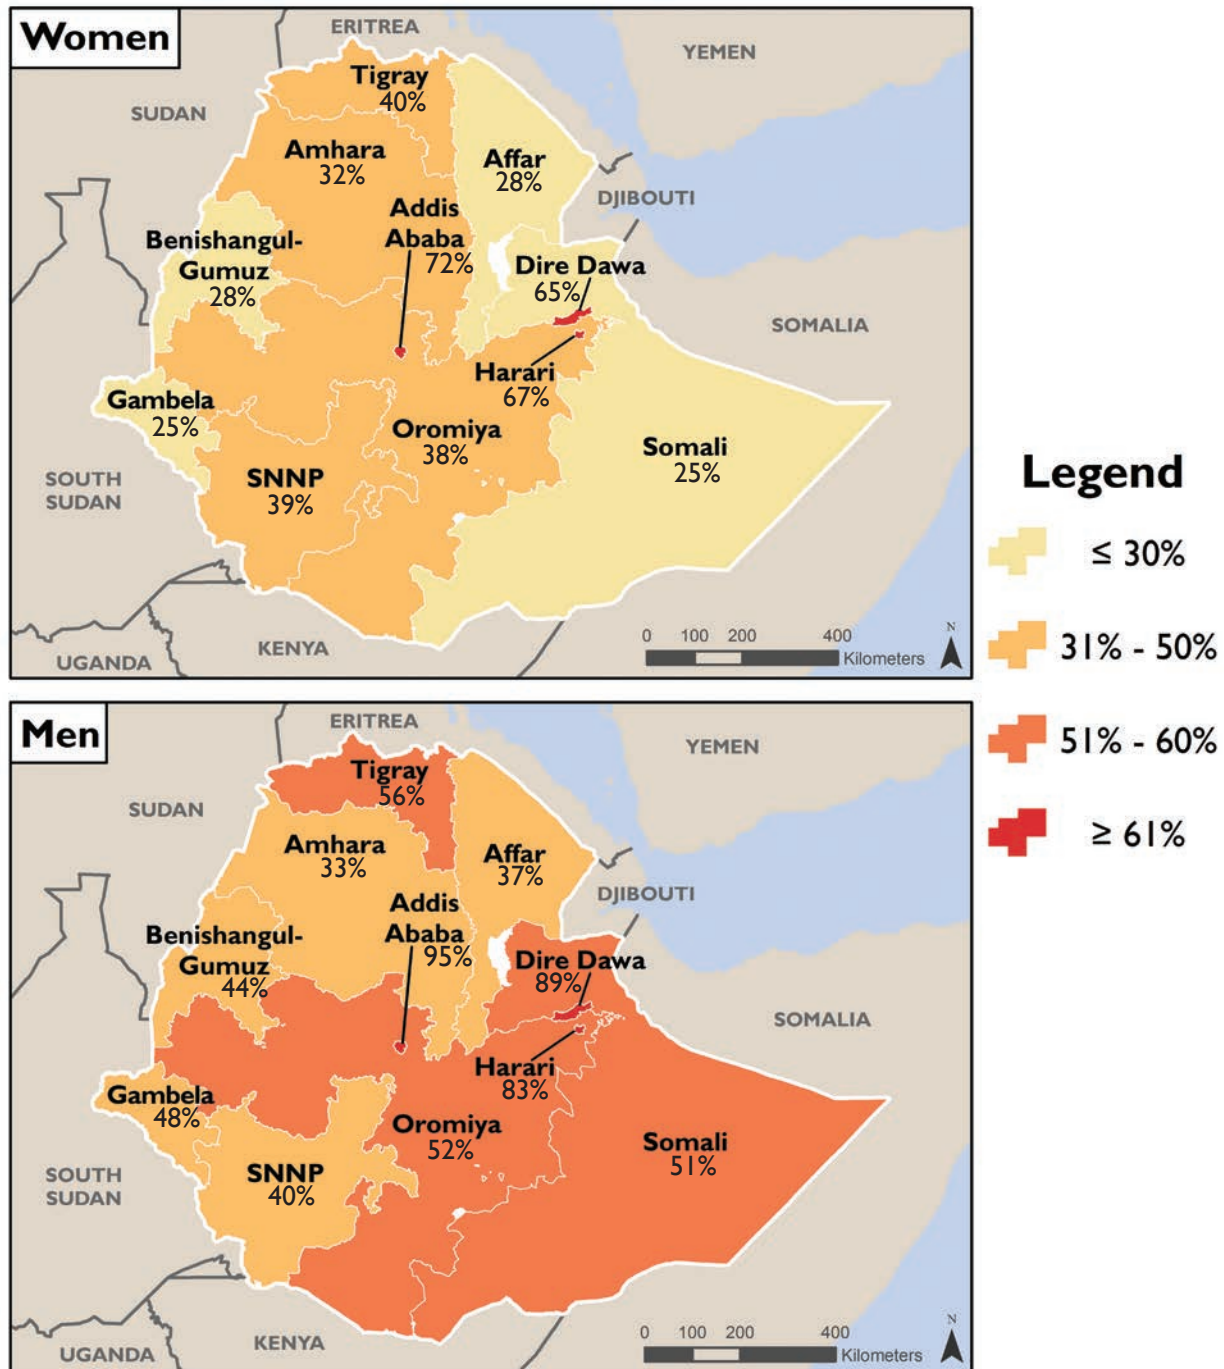 Women
ERITREA
YEMEN
SUDAN
Tigray
40%
Amhara
32%
Affar
28%
DJIBOUTI
Addis
Ababa
72%
Benishangul-
Gumuz
28%
Dire Dawa
65%
SOMALIA
Harari
67%
Gambela
25%
Oromiya
38%
Somali
25%
SNNP
39%
SOUTH
SUDAN
UGANDA
KENYA
0 100 200 400
Kilometers
N
Legend
≤ 30%
31% - 50%
51% - 60%
≥ 61%
Men
ERITREA
YEMEN
SUDAN
Tigray
56%
Amhara
33%
Affar
37%
DJIBOUTI
Addis
Ababa
95%
Benishangul-
Gumuz
44%
Dire Dawa
89%
SOMALIA
Harari
83%
Gambela
48%
Oromiya
52%
Somali
51%
SNNP
40%
SOUTH
SUDAN
UGANDA
KENYA
0 100 200 400
Kilometers
N